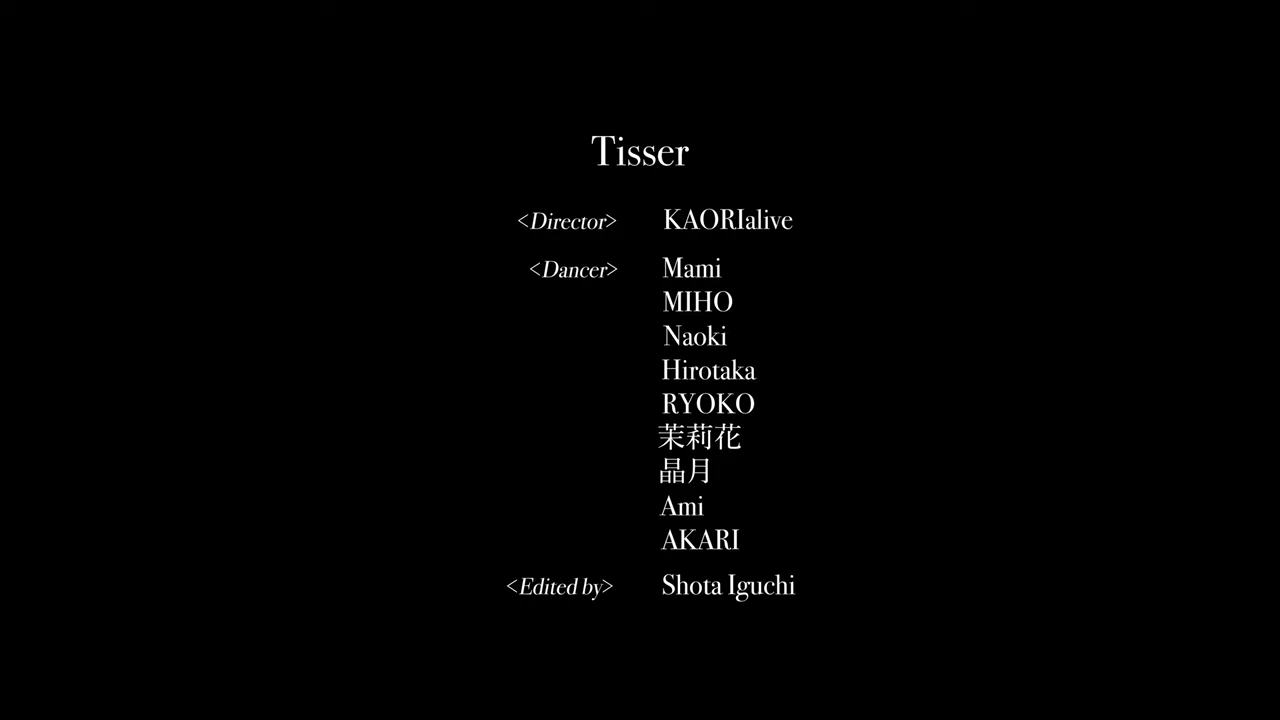 Tisser
<Director> KAORIalive
<Dancer> Mami
MIHO
Naoki
Hirotaka
RYOKO
茉莉花
晶月
Ami
AKARI
<Edited by> Shota Iguchi